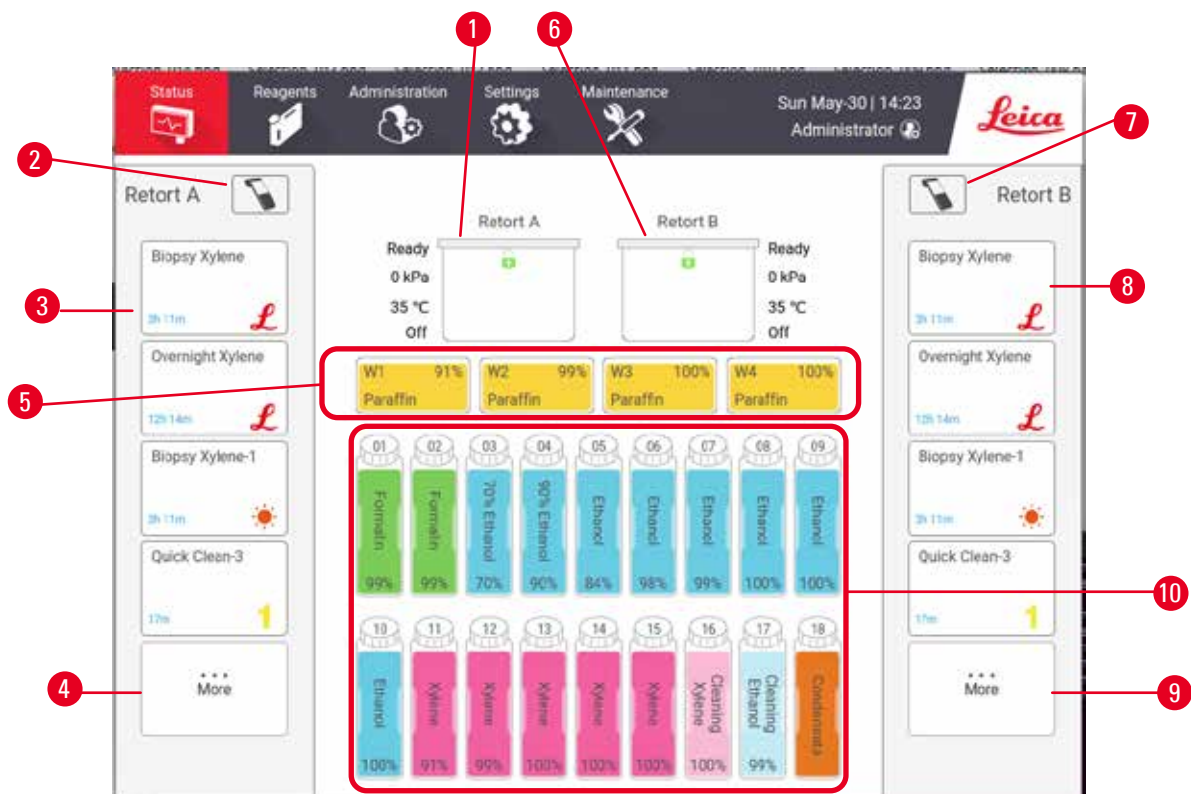 1
6
Status
Reagents
Administration
Settings
Maintenance
Sun May-30 | 14:23
Administrator
Leica
7
2
Retort A
Retort B
Retort A
Retort B
Biopsy Xylene
3h 11m
3
Overnight Xylene
12h 14m
Biopsy Xylene-1
3h 11m
Quick Clean-3
17m
1
4
... More
Ready
0 kPa
35 °C
Off
Ready
0 kPa
35 °C
Off
5
W1 91%
Paraffin
W2 99%
Paraffin
W3 100%
Paraffin
W4 100%
Paraffin
01 02 03 04 05 06 07 08 09
Formalin
Formalin
70% Ethanol
90% Ethanol
Ethanol
Ethanol
Ethanol
Ethanol
Ethanol
99% 99% 70% 90% 84% 98% 99% 100% 100%
10 11 12 13 14 15 16 17 18
Ethanol
Xylene
Xylene
Xylene
Xylene
Xylene
Cleaning Xylene
Cleaning Ethanol
Condensate
100% 91% 99% 100% 100% 100% 100% 99%
10
Biopsy Xylene
3h 11m
8
Overnight Xylene
12h 14m
Biopsy Xylene-1
3h 11m
Quick Clean-3
17m
1
... More
9